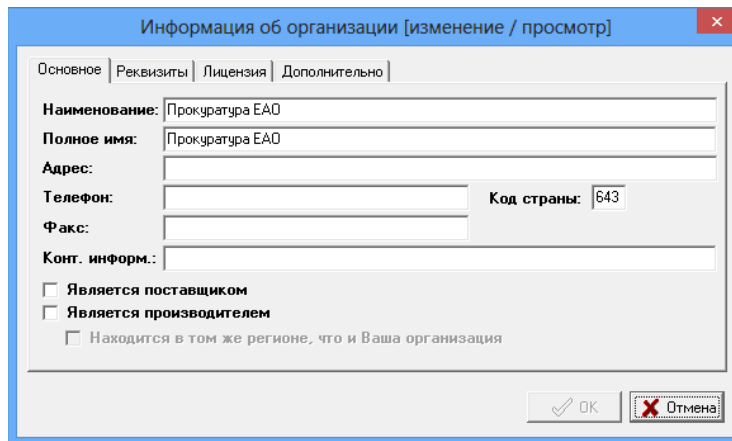 Информация об организации [изменение / просмотр]
Основное Реквизиты Лицензия Дополнительно
Наименование: Прокуратура ЕАО
Полное имя: Прокуратура ЕАО
Адрес:
Телефон: Код страны: 643
Факс:
Конт. информ.:
Является поставщиком
Является производителем
Находится в том же регионе, что и Ваша организация
OK Отмена